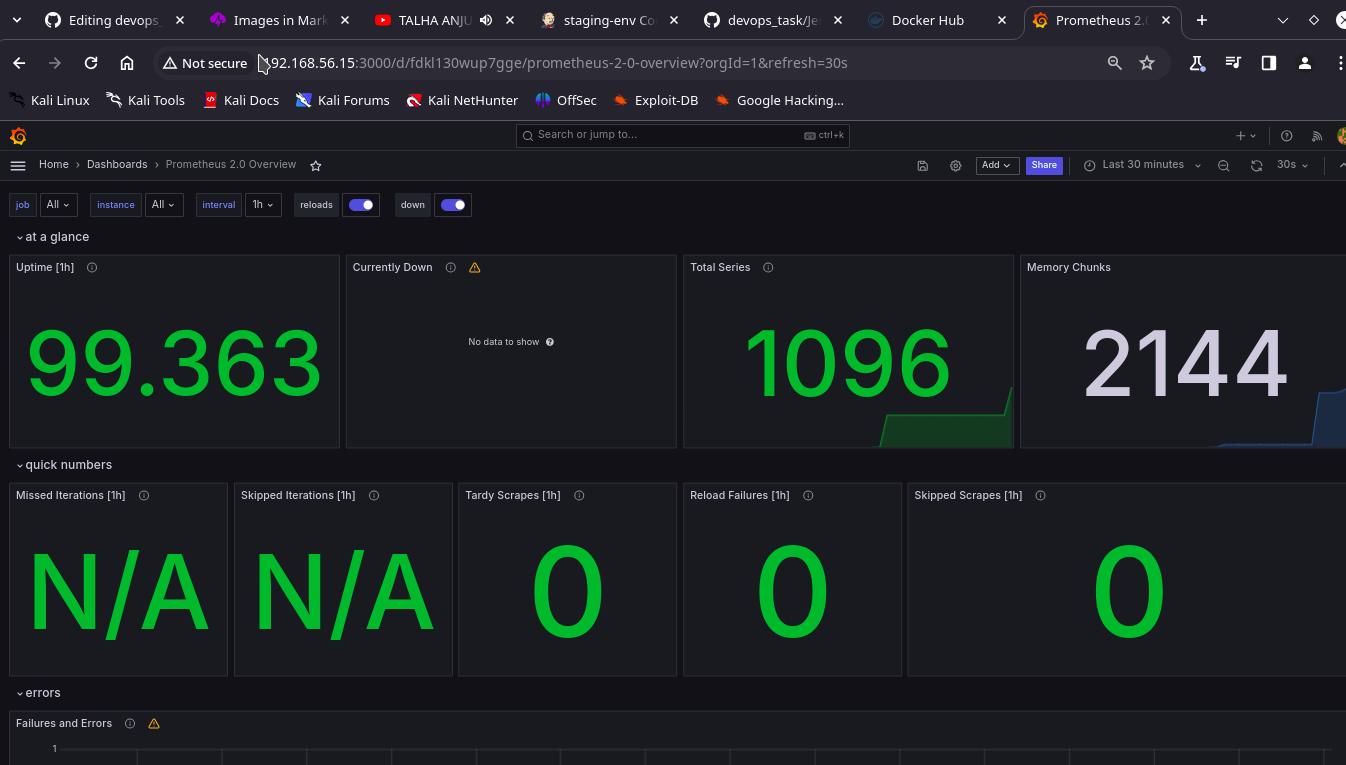 Editing devops_
Images in Mark
TALHA ANJU
staging-env Co
devops_task/Je
Docker Hub
Prometheus 2.0
Not secure
192.168.56.15:3000/d/fdkl130wup7gge/prometheus-2-0-overview?orgId=1&refresh=30s
Kali Linux
Kali Tools
Kali Docs
Kali Forums
Kali NetHunter
OffSec
Exploit-DB
Google Hacking...
Search or jump to...
ctrl+k
Home › Dashboards › Prometheus 2.0 Overview
Add
Share
Last 30 minutes
30s
job
All
instance
All
interval
1h
reloads
down
at a glance
Uptime [1h]
Currently Down
Total Series
Memory Chunks
99.363
No data to show
1096
2144
quick numbers
Missed Iterations [1h]
Skipped Iterations [1h]
Tardy Scrapes [1h]
Reload Failures [1h]
Skipped Scrapes [1h]
N/A
N/A
0
0
0
errors
Failures and Errors
1